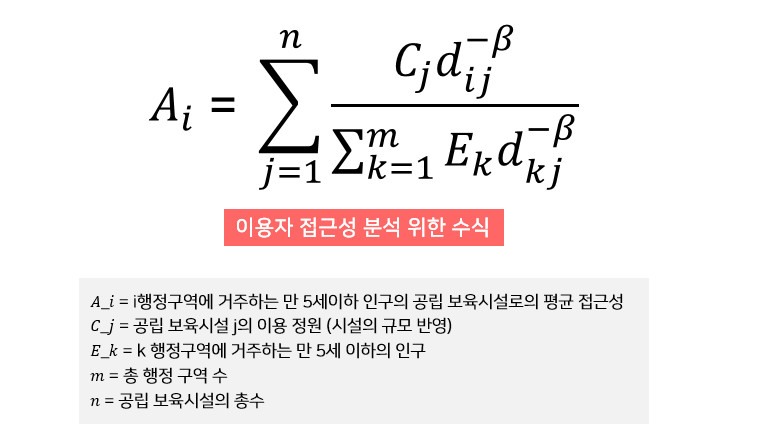 A_i = \sum_{j=1}^{n} \frac{C_j d_{ij}^{-β}}{\sum_{k=1}^{m} E_k d_{kj}^{-β}}
이용자 접근성 분석 위한 수식
A_i = i행정구역에 거주하는 만 5세이하 인구의 공립 보육시설로의 평균 접근성
C_j = 공립 보육시설 j의 이용 정원 (시설의 규모 반영)
E_k = k 행정구역에 거주하는 만 5세 이하의 인구
m = 총 행정 구역 수
n = 공립 보육시설의 총수